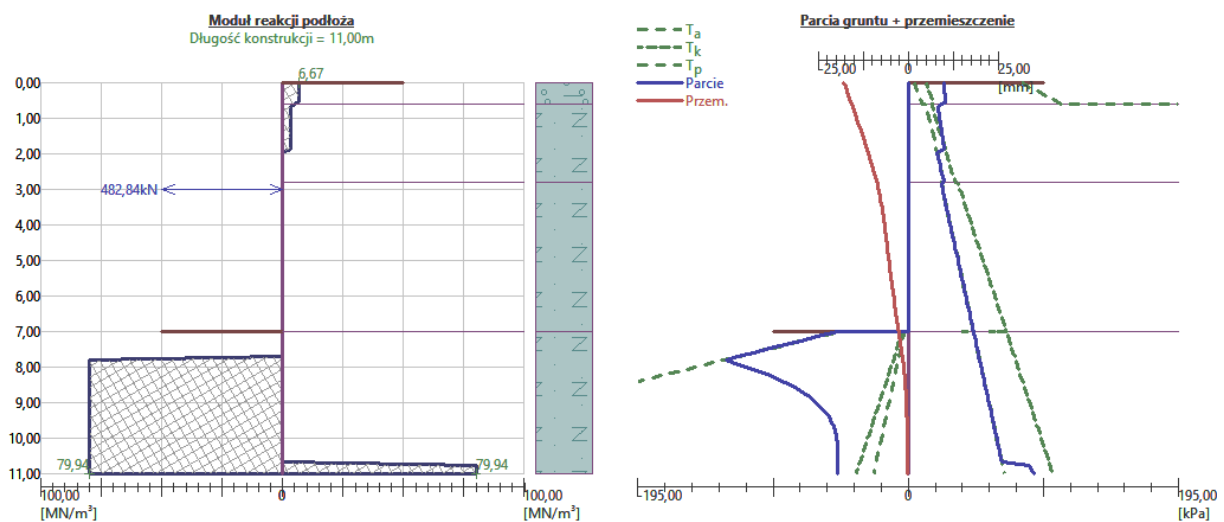 Moduł reakcji podłoża
Długość konstrukcji = 11,00m
6,67
0,00
1,00
2,00
482,84kN
3,00
4,00
5,00
6,00
7,00
8,00
9,00
10,00
79,94
79,94
11,00
100,00
0
100,00
[MN/m³]
[MN/m³]
Parcia gruntu + przemieszczenie
T_a
T_k
T_p
Parcie
Przem.
-25,00
0
25,00
[mm]
-195,00
0
195,00
[kPa]